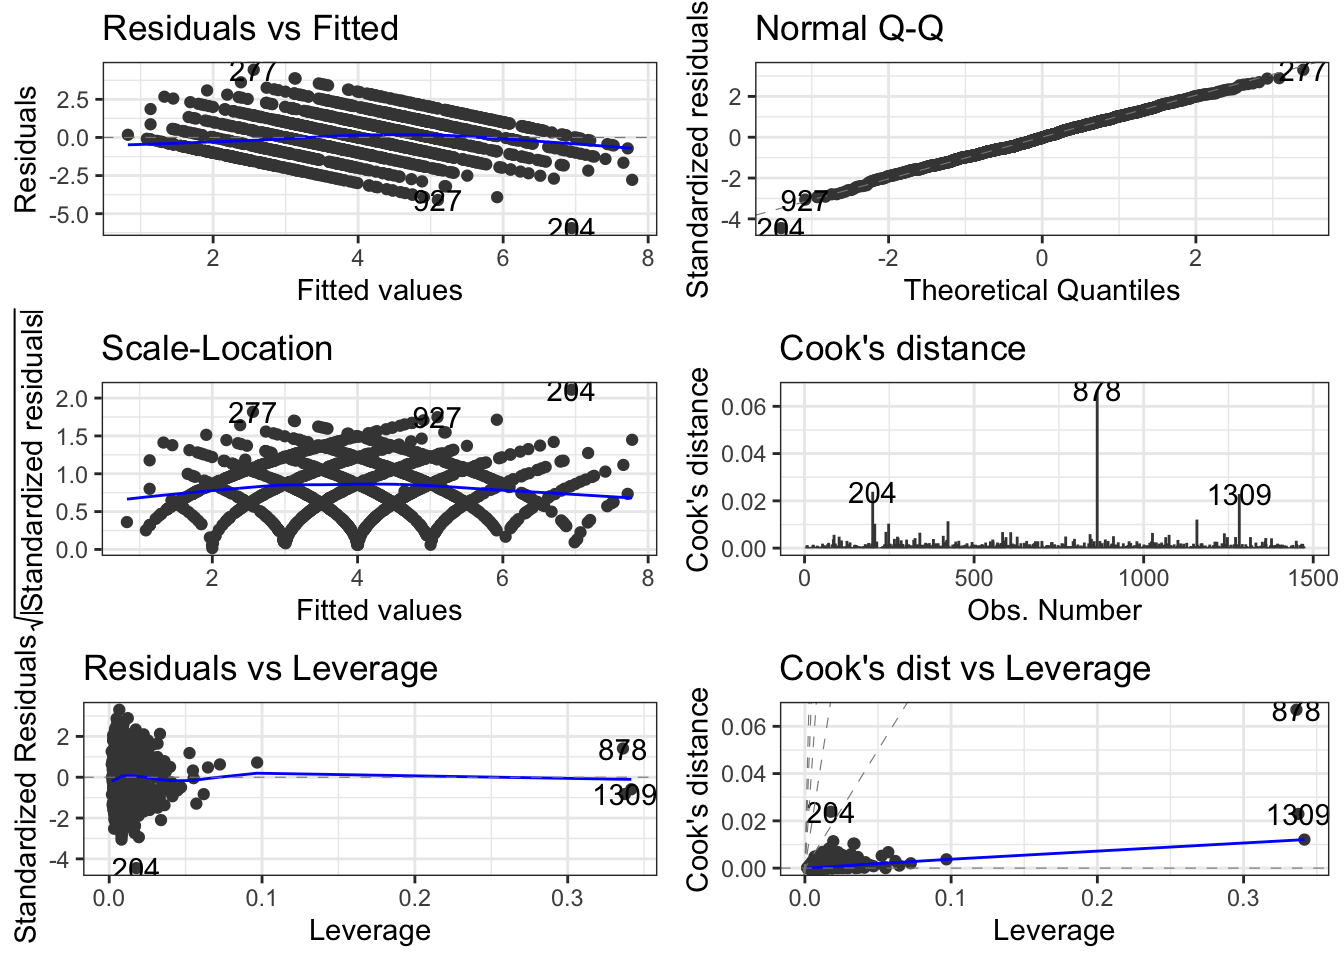 Residuals vs Fitted
Residuals
2.5
0.0
-2.5
-5.0
277
927
204
2 4 6 8
Fitted values
Normal Q-Q
Standardized residuals
2
0
-2
-4
277
927
204
-2 0 2
Theoretical Quantiles
Scale-Location
√|Standardized residuals|
2.0
1.5
1.0
0.5
0.0
204
277
927
2 4 6 8
Fitted values
Cook's distance
Cook's distance
0.06
0.04
0.02
0.00
878
204
1309
0 500 1000 1500
Obs. Number
Residuals vs Leverage
Standardized Residuals
2
0
-2
-4
878
1309
204
0.0 0.1 0.2 0.3
Leverage
Cook's dist vs Leverage
Cook's distance
0.06
0.04
0.02
0.00
878
204
1309
0.0 0.1 0.2 0.3
Leverage